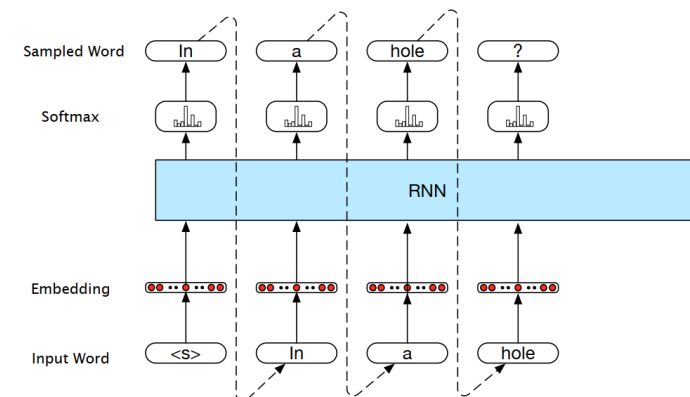 Sampled Word In a hole ?
Softmax
RNN
Embedding
Input Word <s> In a hole